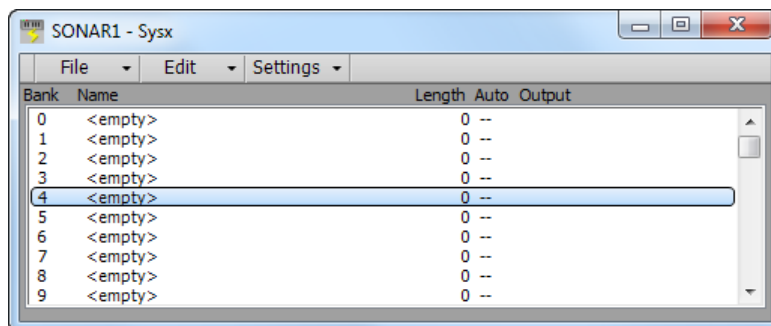 SONAR1 - Sysx
File Edit Settings
Bank Name Length Auto Output
0 <empty> 0 --
1 <empty> 0 --
2 <empty> 0 --
3 <empty> 0 --
4 <empty> 0 --
5 <empty> 0 --
6 <empty> 0 --
7 <empty> 0 --
8 <empty> 0 --
9 <empty> 0 --